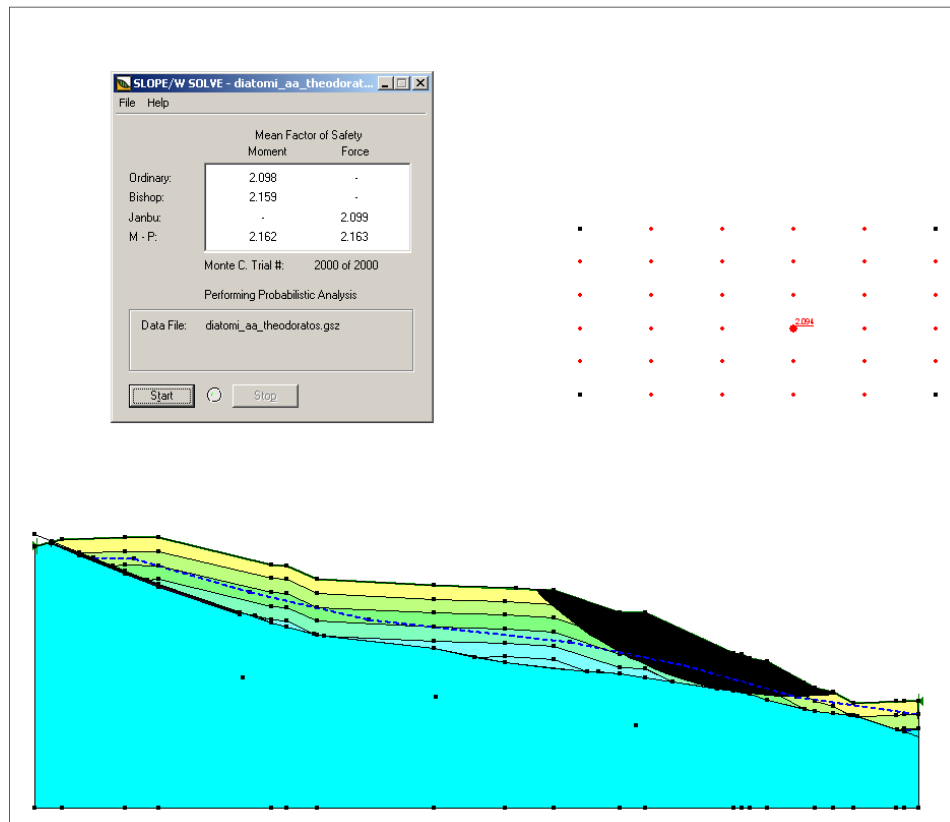 SLOPE/W SOLVE - diatomi_aa_theodorat...
File Help
Mean Factor of Safety
Moment Force
Ordinary: 2.098 -
Bishop: 2.159 -
Janbu: - 2.099
M - P: 2.162 2.163
Monte C. Trial #: 2000 of 2000
Performing Probabilistic Analysis
Data File: diatomi_aa_theodoratos.gsz
Start Stop
2.094